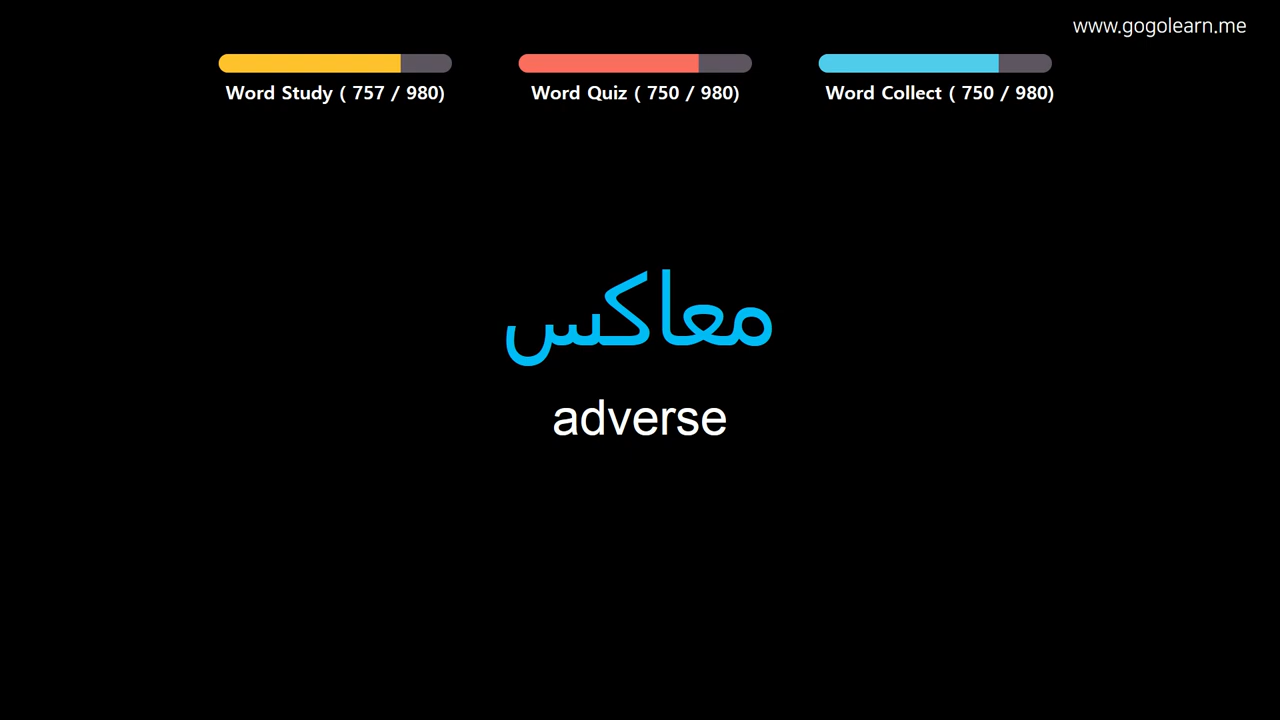 www.gogolearn.me
Word Study ( 757 / 980)
Word Quiz ( 750 / 980)
Word Collect ( 750 / 980)
معاكس
adverse